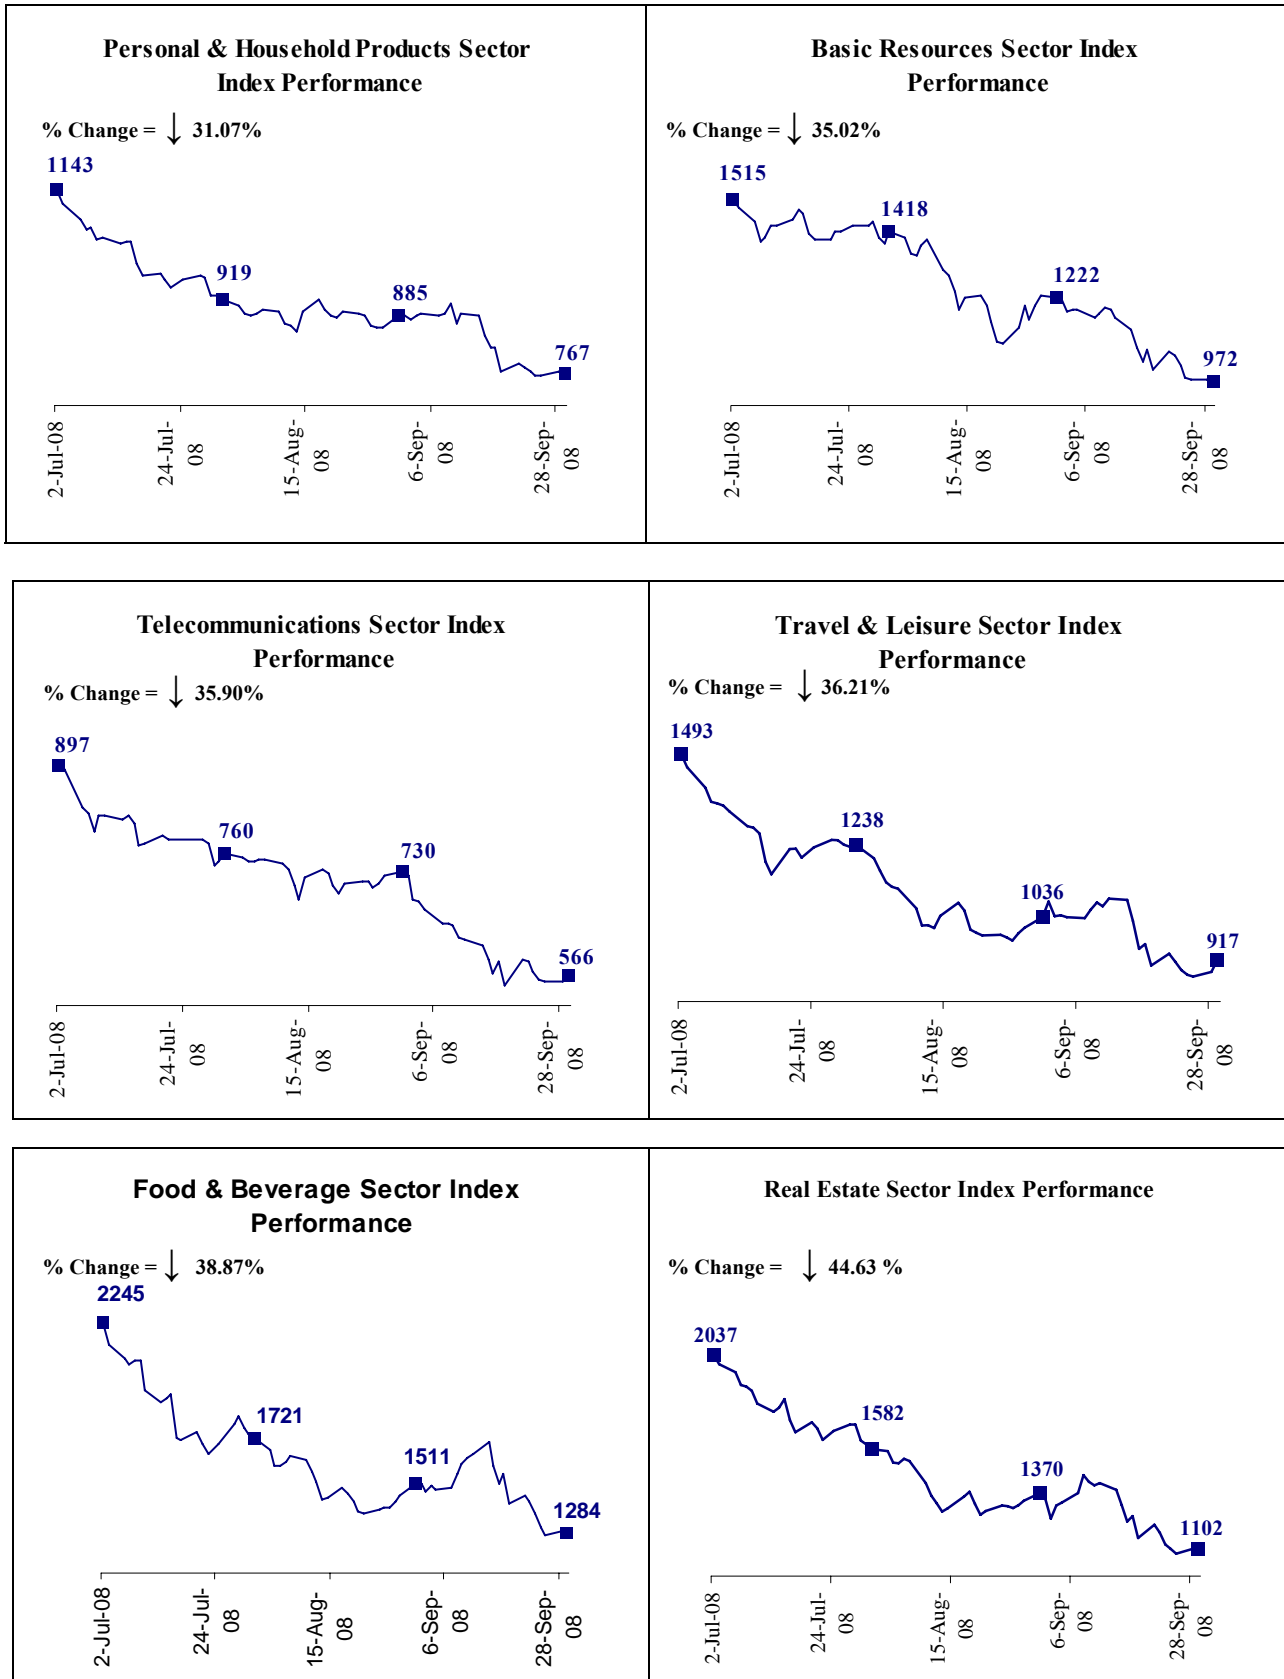 Personal & Household Products Sector
Index Performance
% Change = ↓ 31.07%
1143
919
885
767
2-Jul-08
24-Jul-
08
15-Aug-
08
6-Sep-
08
28-Sep-
08
Basic Resources Sector Index
Performance
% Change = ↓ 35.02%
1515
1418
1222
972
2-Jul-08
24-Jul-
08
15-Aug-
08
6-Sep-
08
28-Sep-
08
Telecommunications Sector Index
Performance
% Change = ↓ 35.90%
897
760
730
566
2-Jul-08
24-Jul-
08
15-Aug-
08
6-Sep-
08
28-Sep-
08
Travel & Leisure Sector Index
Performance
% Change = ↓ 36.21%
1493
1238
1036
917
2-Jul-08
24-Jul-
08
15-Aug-
08
6-Sep-
08
28-Sep-
08
Food & Beverage Sector Index
Performance
% Change = ↓ 38.87%
2245
1721
1511
1284
2-Jul-08
24-Jul-
08
15-Aug-
08
6-Sep-
08
28-Sep-
08
Real Estate Sector Index Performance
% Change = ↓ 44.63 %
2037
1582
1370
1102
2-Jul-08
24-Jul-
08
15-Aug-
08
6-Sep-
08
28-Sep-
08